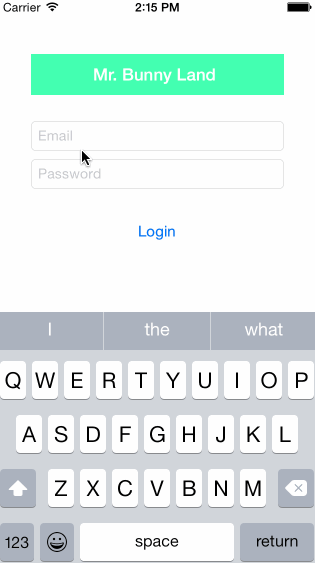 Carrier 2:15 PM
Mr. Bunny Land
Email
Password
Login
I the what
Q W E R T Y U I O P
A S D F G H J K L
Z X C V B N M
123 space return